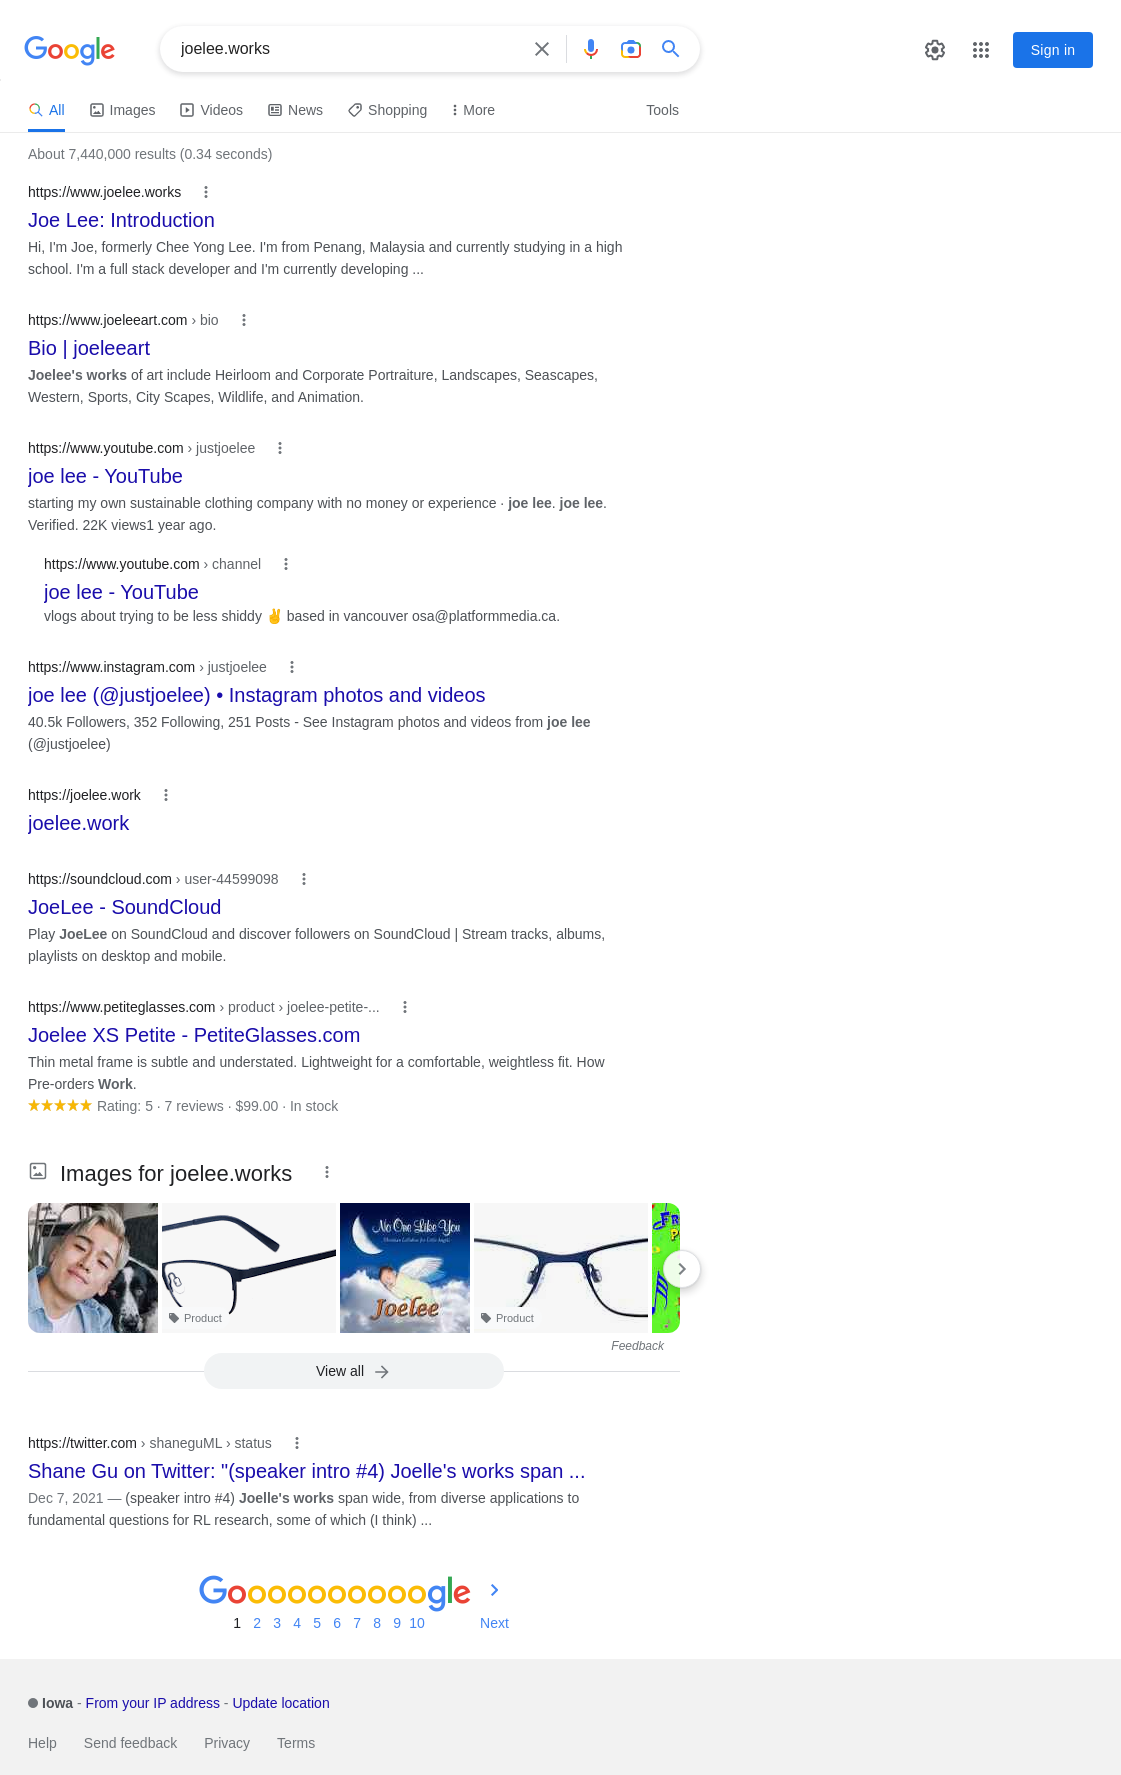 Google
joelee.works
Sign in
All
Images
Videos
News
Shopping
More
Tools
About 7,440,000 results (0.34 seconds)
https://www.joelee.works
Joe Lee: Introduction
Hi, I'm Joe, formerly Chee Yong Lee. I'm from Penang, Malaysia and currently studying in a high
school. I'm a full stack developer and I'm currently developing ...
https://www.joeleeart.com › bio
Bio | joeleeart
Joelee's works of art include Heirloom and Corporate Portraiture, Landscapes, Seascapes,
Western, Sports, City Scapes, Wildlife, and Animation.
https://www.youtube.com › justjoelee
joe lee - YouTube
starting my own sustainable clothing company with no money or experience · joe lee. joe lee.
Verified. 22K views1 year ago.
https://www.youtube.com › channel
joe lee - YouTube
vlogs about trying to be less shiddy ✌ based in vancouver osa@platformmedia.ca.
https://www.instagram.com › justjoelee
joe lee (@justjoelee) • Instagram photos and videos
40.5k Followers, 352 Following, 251 Posts - See Instagram photos and videos from joe lee
(@justjoelee)
https://joelee.work
joelee.work
https://soundcloud.com › user-44599098
JoeLee - SoundCloud
Play JoeLee on SoundCloud and discover followers on SoundCloud | Stream tracks, albums,
playlists on desktop and mobile.
https://www.petiteglasses.com › product › joelee-petite-...
Joelee XS Petite - PetiteGlasses.com
Thin metal frame is subtle and understated. Lightweight for a comfortable, weightless fit. How
Pre-orders Work.
Rating: 5 · 7 reviews · $99.00 · In stock
Images for joelee.works
Product
No One Like You
Joelee
Product
Feedback
View all
https://twitter.com › shaneguML › status
Shane Gu on Twitter: "(speaker intro #4) Joelle's works span ...
Dec 7, 2021 — (speaker intro #4) Joelle's works span wide, from diverse applications to
fundamental questions for RL research, some of which (I think) ...
Goooooooooogle
1 2 3 4 5 6 7 8 9 10 Next
Iowa - From your IP address - Update location
Help Send feedback Privacy Terms